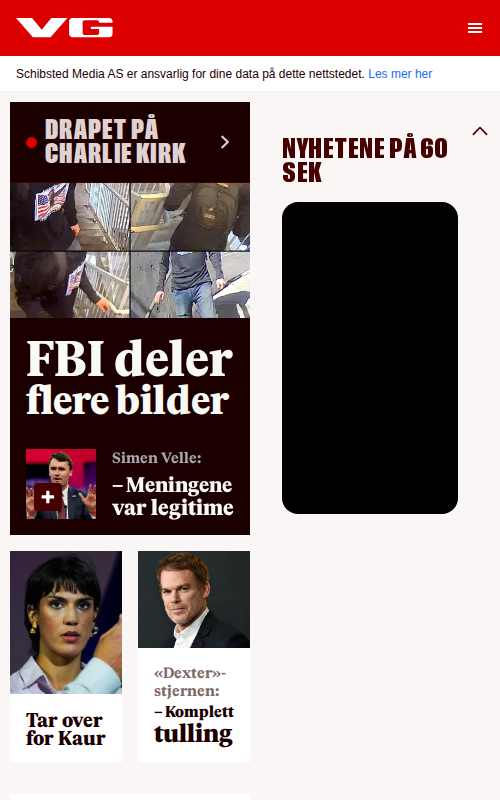 VG
Schibsted Media AS er ansvarlig for dine data på dette nettstedet. Les mer her
DRAPET PÅ
CHARLIE KIRK
FBI deler
flere bilder
Simen Velle:
– Meningene
var legitime
Tar over
for Kaur
«Dexter»-
stjernen:
– Komplett
tulling
NYHETENE PÅ 60
SEK